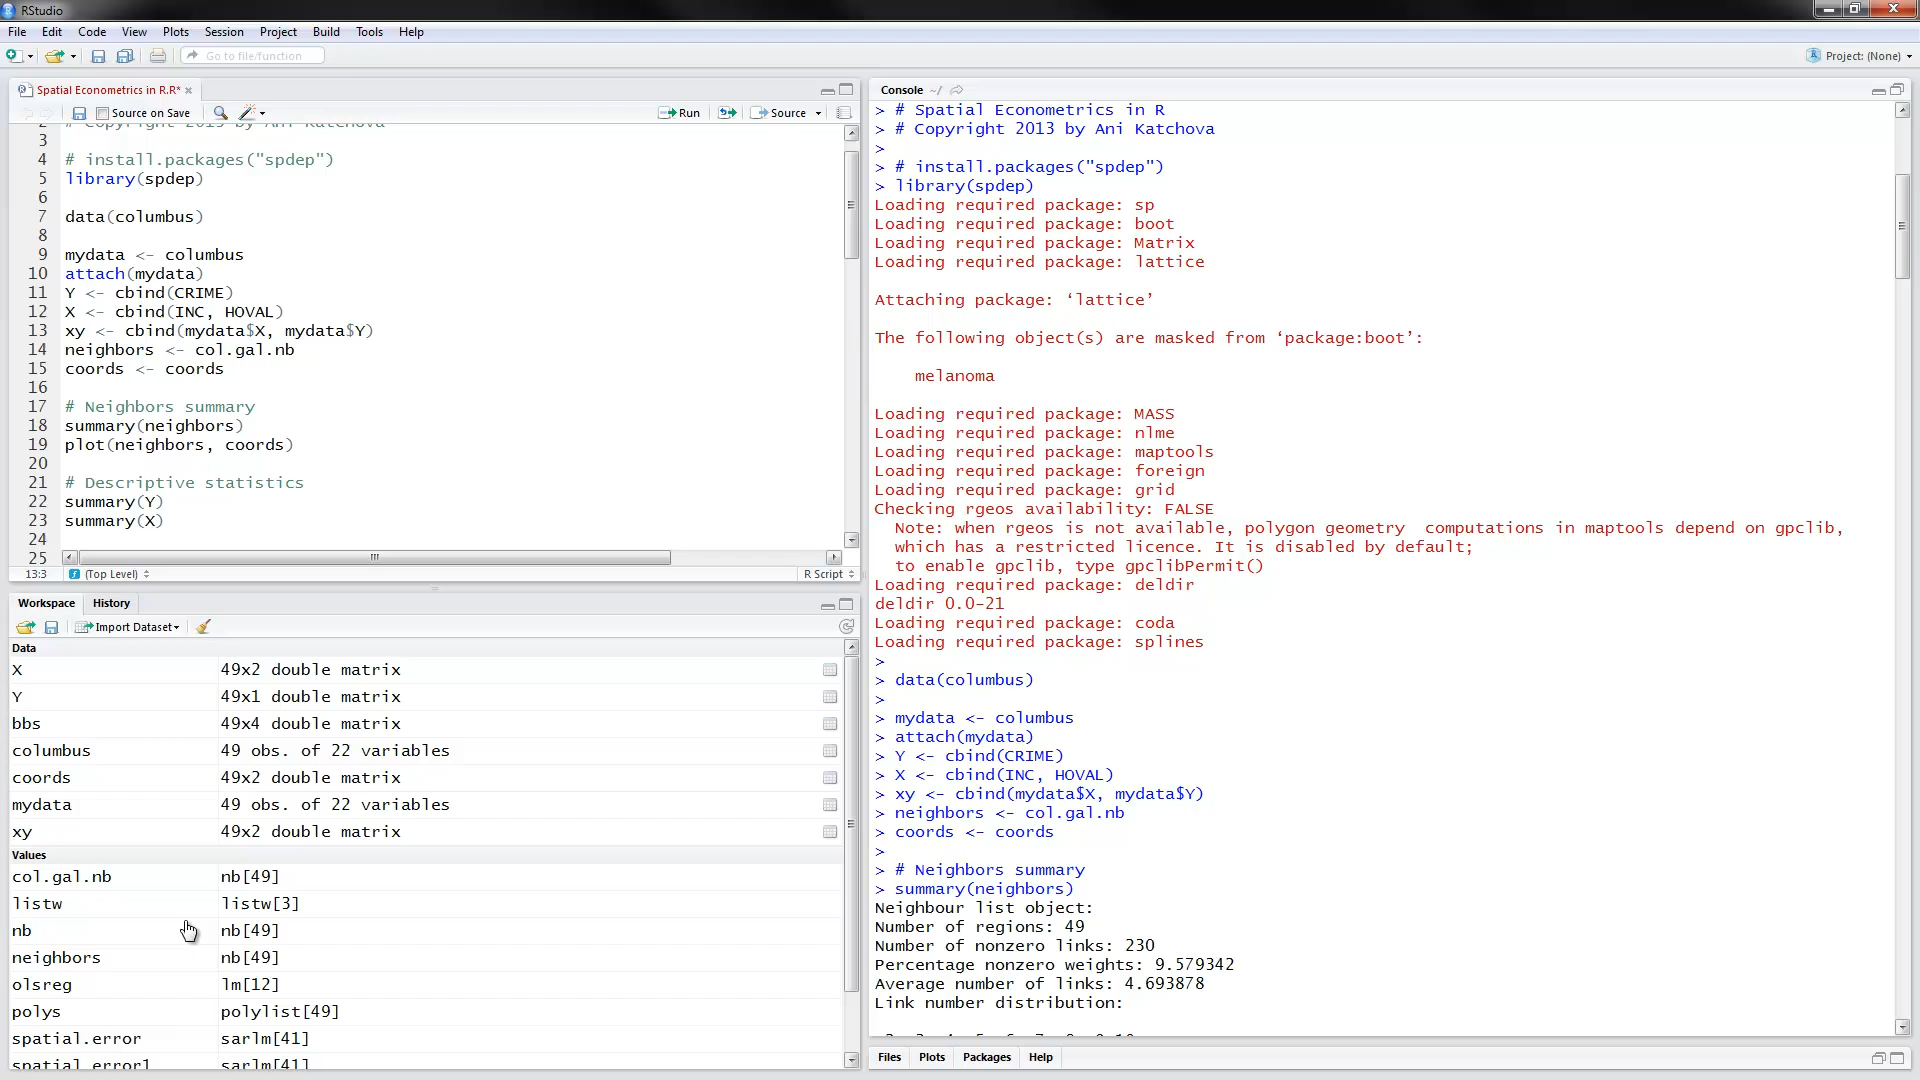 RStudio
File Edit Code View Plots Session Project Build Tools Help
Go to file/function
Project: (None)
Spatial Econometrics in R.R*
Source on Save
Run
Source
2 # Copyright 2013 by Ani Katchova
3
4 # install.packages("spdep")
5 library(spdep)
6
7 data(columbus)
8
9 mydata <- columbus
10 attach(mydata)
11 Y <- cbind(CRIME)
12 X <- cbind(INC, HOVAL)
13 xy <- cbind(mydata$X, mydata$Y)
14 neighbors <- col.gal.nb
15 coords <- coords
16
17 # Neighbors summary
18 summary(neighbors)
19 plot(neighbors, coords)
20
21 # Descriptive statistics
22 summary(Y)
23 summary(X)
24
25
13:3 (Top Level) R Script
Workspace History
Import Dataset
Data
X 49x2 double matrix
Y 49x1 double matrix
bbs 49x4 double matrix
columbus 49 obs. of 22 variables
coords 49x2 double matrix
mydata 49 obs. of 22 variables
xy 49x2 double matrix
Values
col.gal.nb nb[49]
listw listw[3]
nb nb[49]
neighbors nb[49]
olsreg lm[12]
polys polylist[49]
spatial.error sarlm[41]
spatial.error1 sarlm[41]
Console ~/
> # Spatial Econometrics in R
> # Copyright 2013 by Ani Katchova
>
> # install.packages("spdep")
> library(spdep)
Loading required package: sp
Loading required package: boot
Loading required package: Matrix
Loading required package: lattice
Attaching package: ‘lattice’
The following object(s) are masked from ‘package:boot’:
melanoma
Loading required package: MASS
Loading required package: nlme
Loading required package: maptools
Loading required package: foreign
Loading required package: grid
Checking rgeos availability: FALSE
Note: when rgeos is not available, polygon geometry computations in maptools depend on gpclib,
which has a restricted licence. It is disabled by default;
to enable gpclib, type gpclibPermit()
Loading required package: deldir
deldir 0.0-21
Loading required package: coda
Loading required package: splines
>
> data(columbus)
>
> mydata <- columbus
> attach(mydata)
> Y <- cbind(CRIME)
> X <- cbind(INC, HOVAL)
> xy <- cbind(mydata$X, mydata$Y)
> neighbors <- col.gal.nb
> coords <- coords
>
> # Neighbors summary
> summary(neighbors)
Neighbour list object:
Number of regions: 49
Number of nonzero links: 230
Percentage nonzero weights: 9.579342
Average number of links: 4.693878
Link number distribution:
Files Plots Packages Help